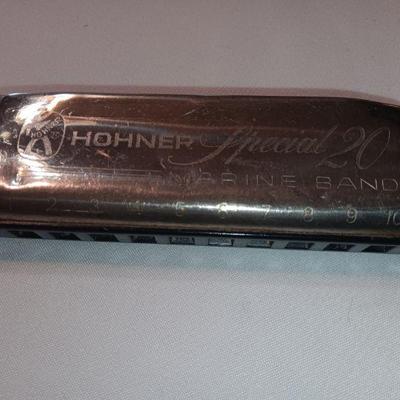 HOHNER Special 20
MARINE BAND
2 3 4 5 6 7 8 9 10